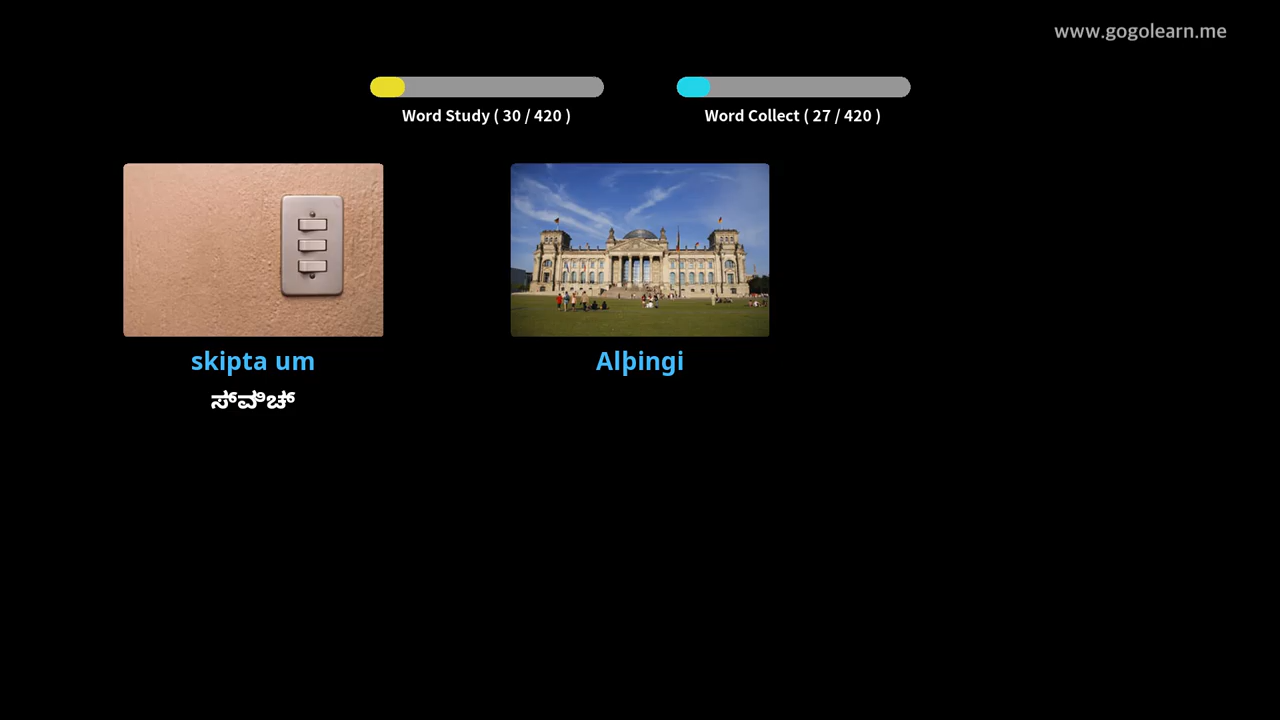 www.gogolearn.me
Word Study ( 30 / 420 )
Word Collect ( 27 / 420 )
skipta um
Alþingi
ಸ್ವಿಚ್